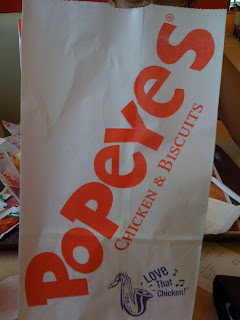 POPEYES®
CHICKEN & BISCUITS
"LOVE
That
Chicken!"